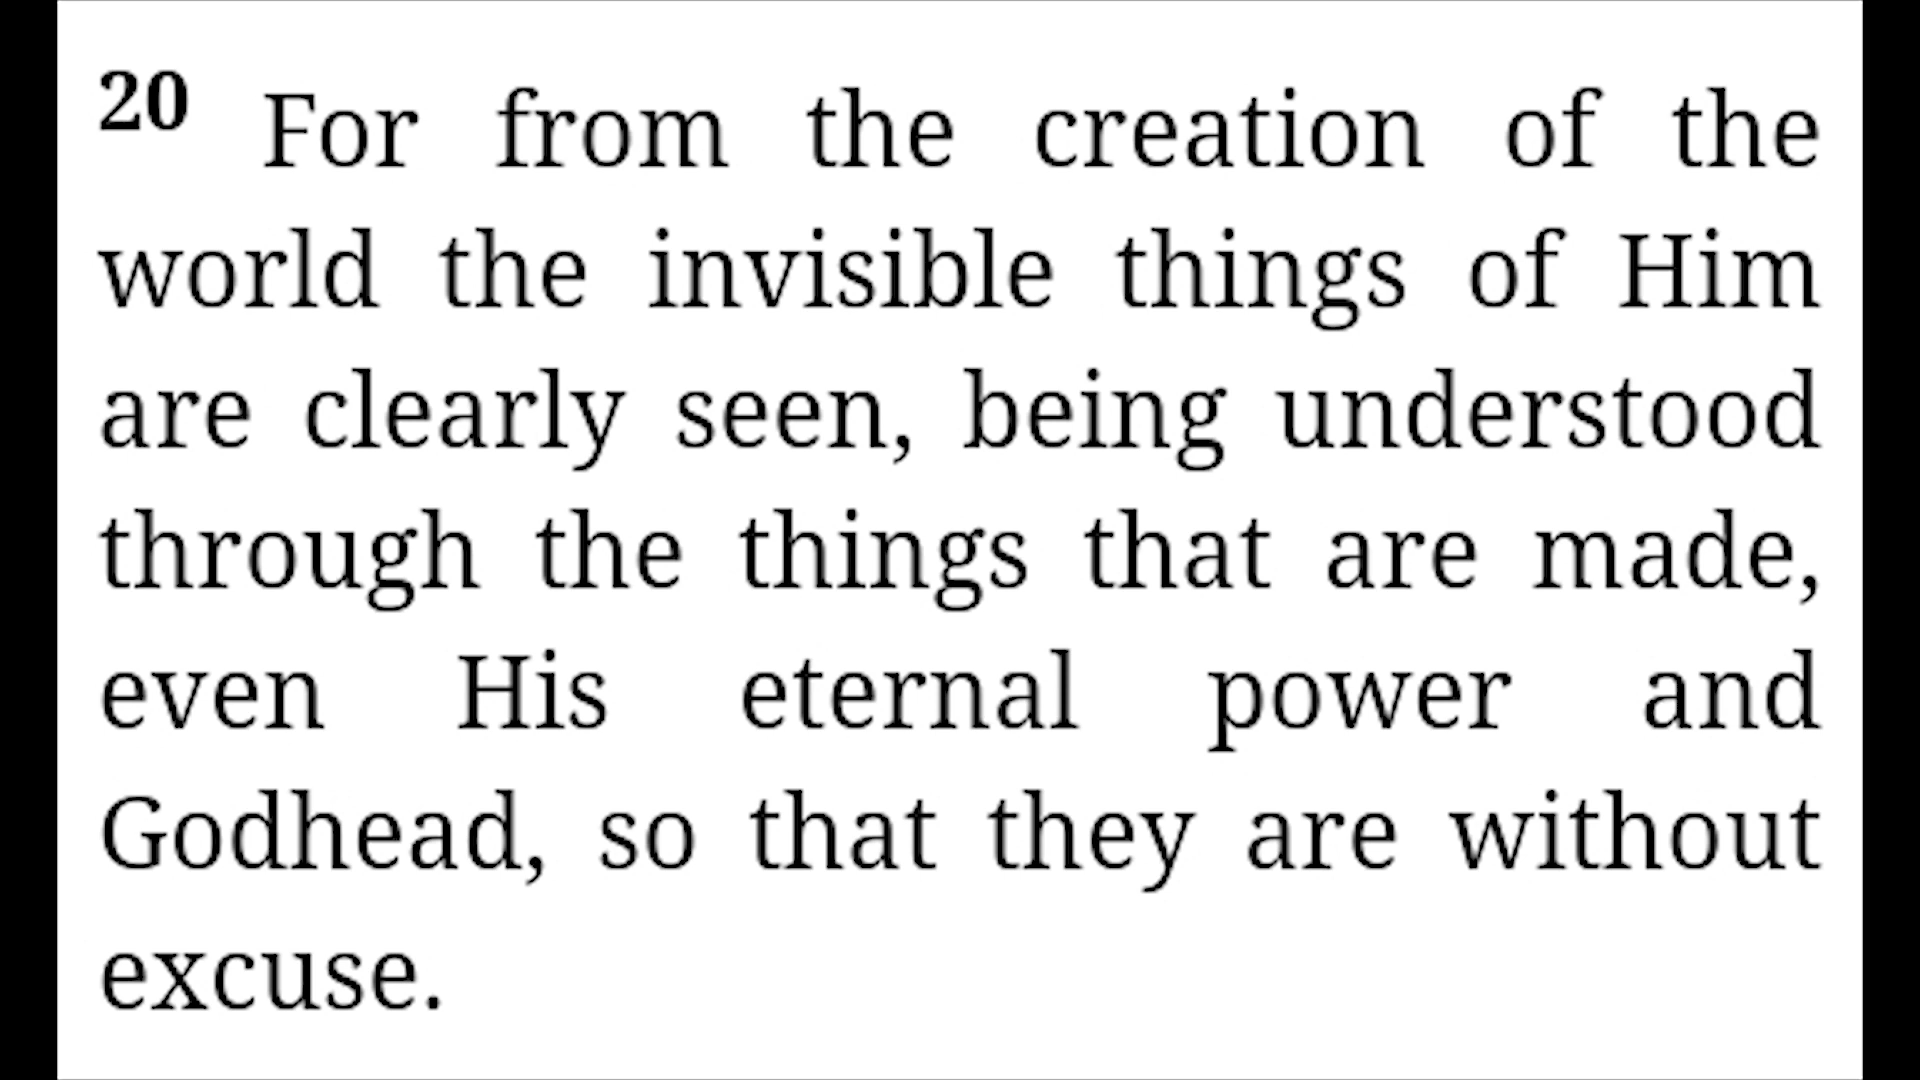 20 For from the creation of the
world the invisible things of Him
are clearly seen, being understood
through the things that are made,
even His eternal power and
Godhead, so that they are without
excuse.